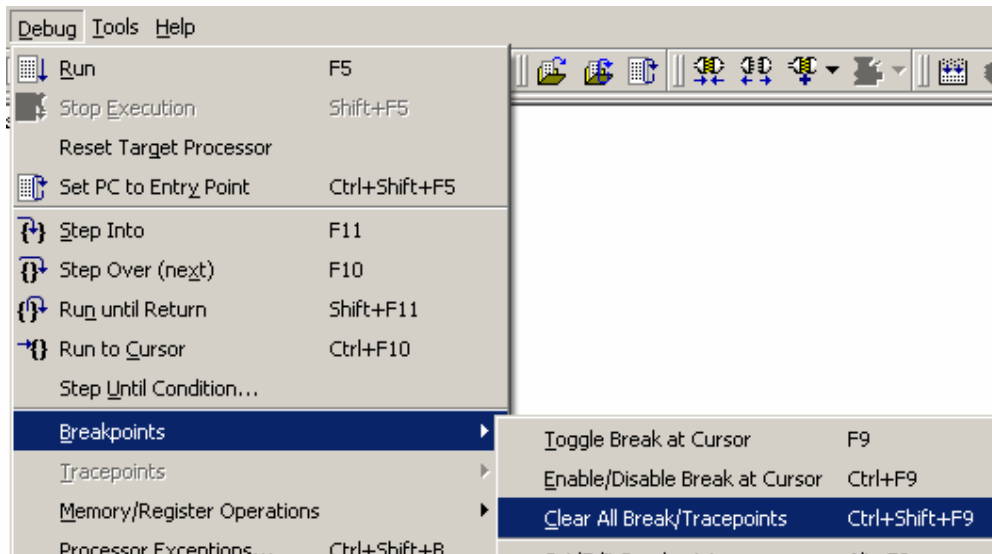 Debug Tools Help
Run F5
Stop Execution Shift+F5
Reset Target Processor
Set PC to Entry Point Ctrl+Shift+F5
Step Into F11
Step Over (next) F10
Run until Return Shift+F11
Run to Cursor Ctrl+F10
Step Until Condition...
Breakpoints
Toggle Break at Cursor F9
Tracepoints
Enable/Disable Break at Cursor Ctrl+F9
Memory/Register Operations
Clear All Break/Tracepoints Ctrl+Shift+F9
Processor Exceptions... Ctrl+Shift+B